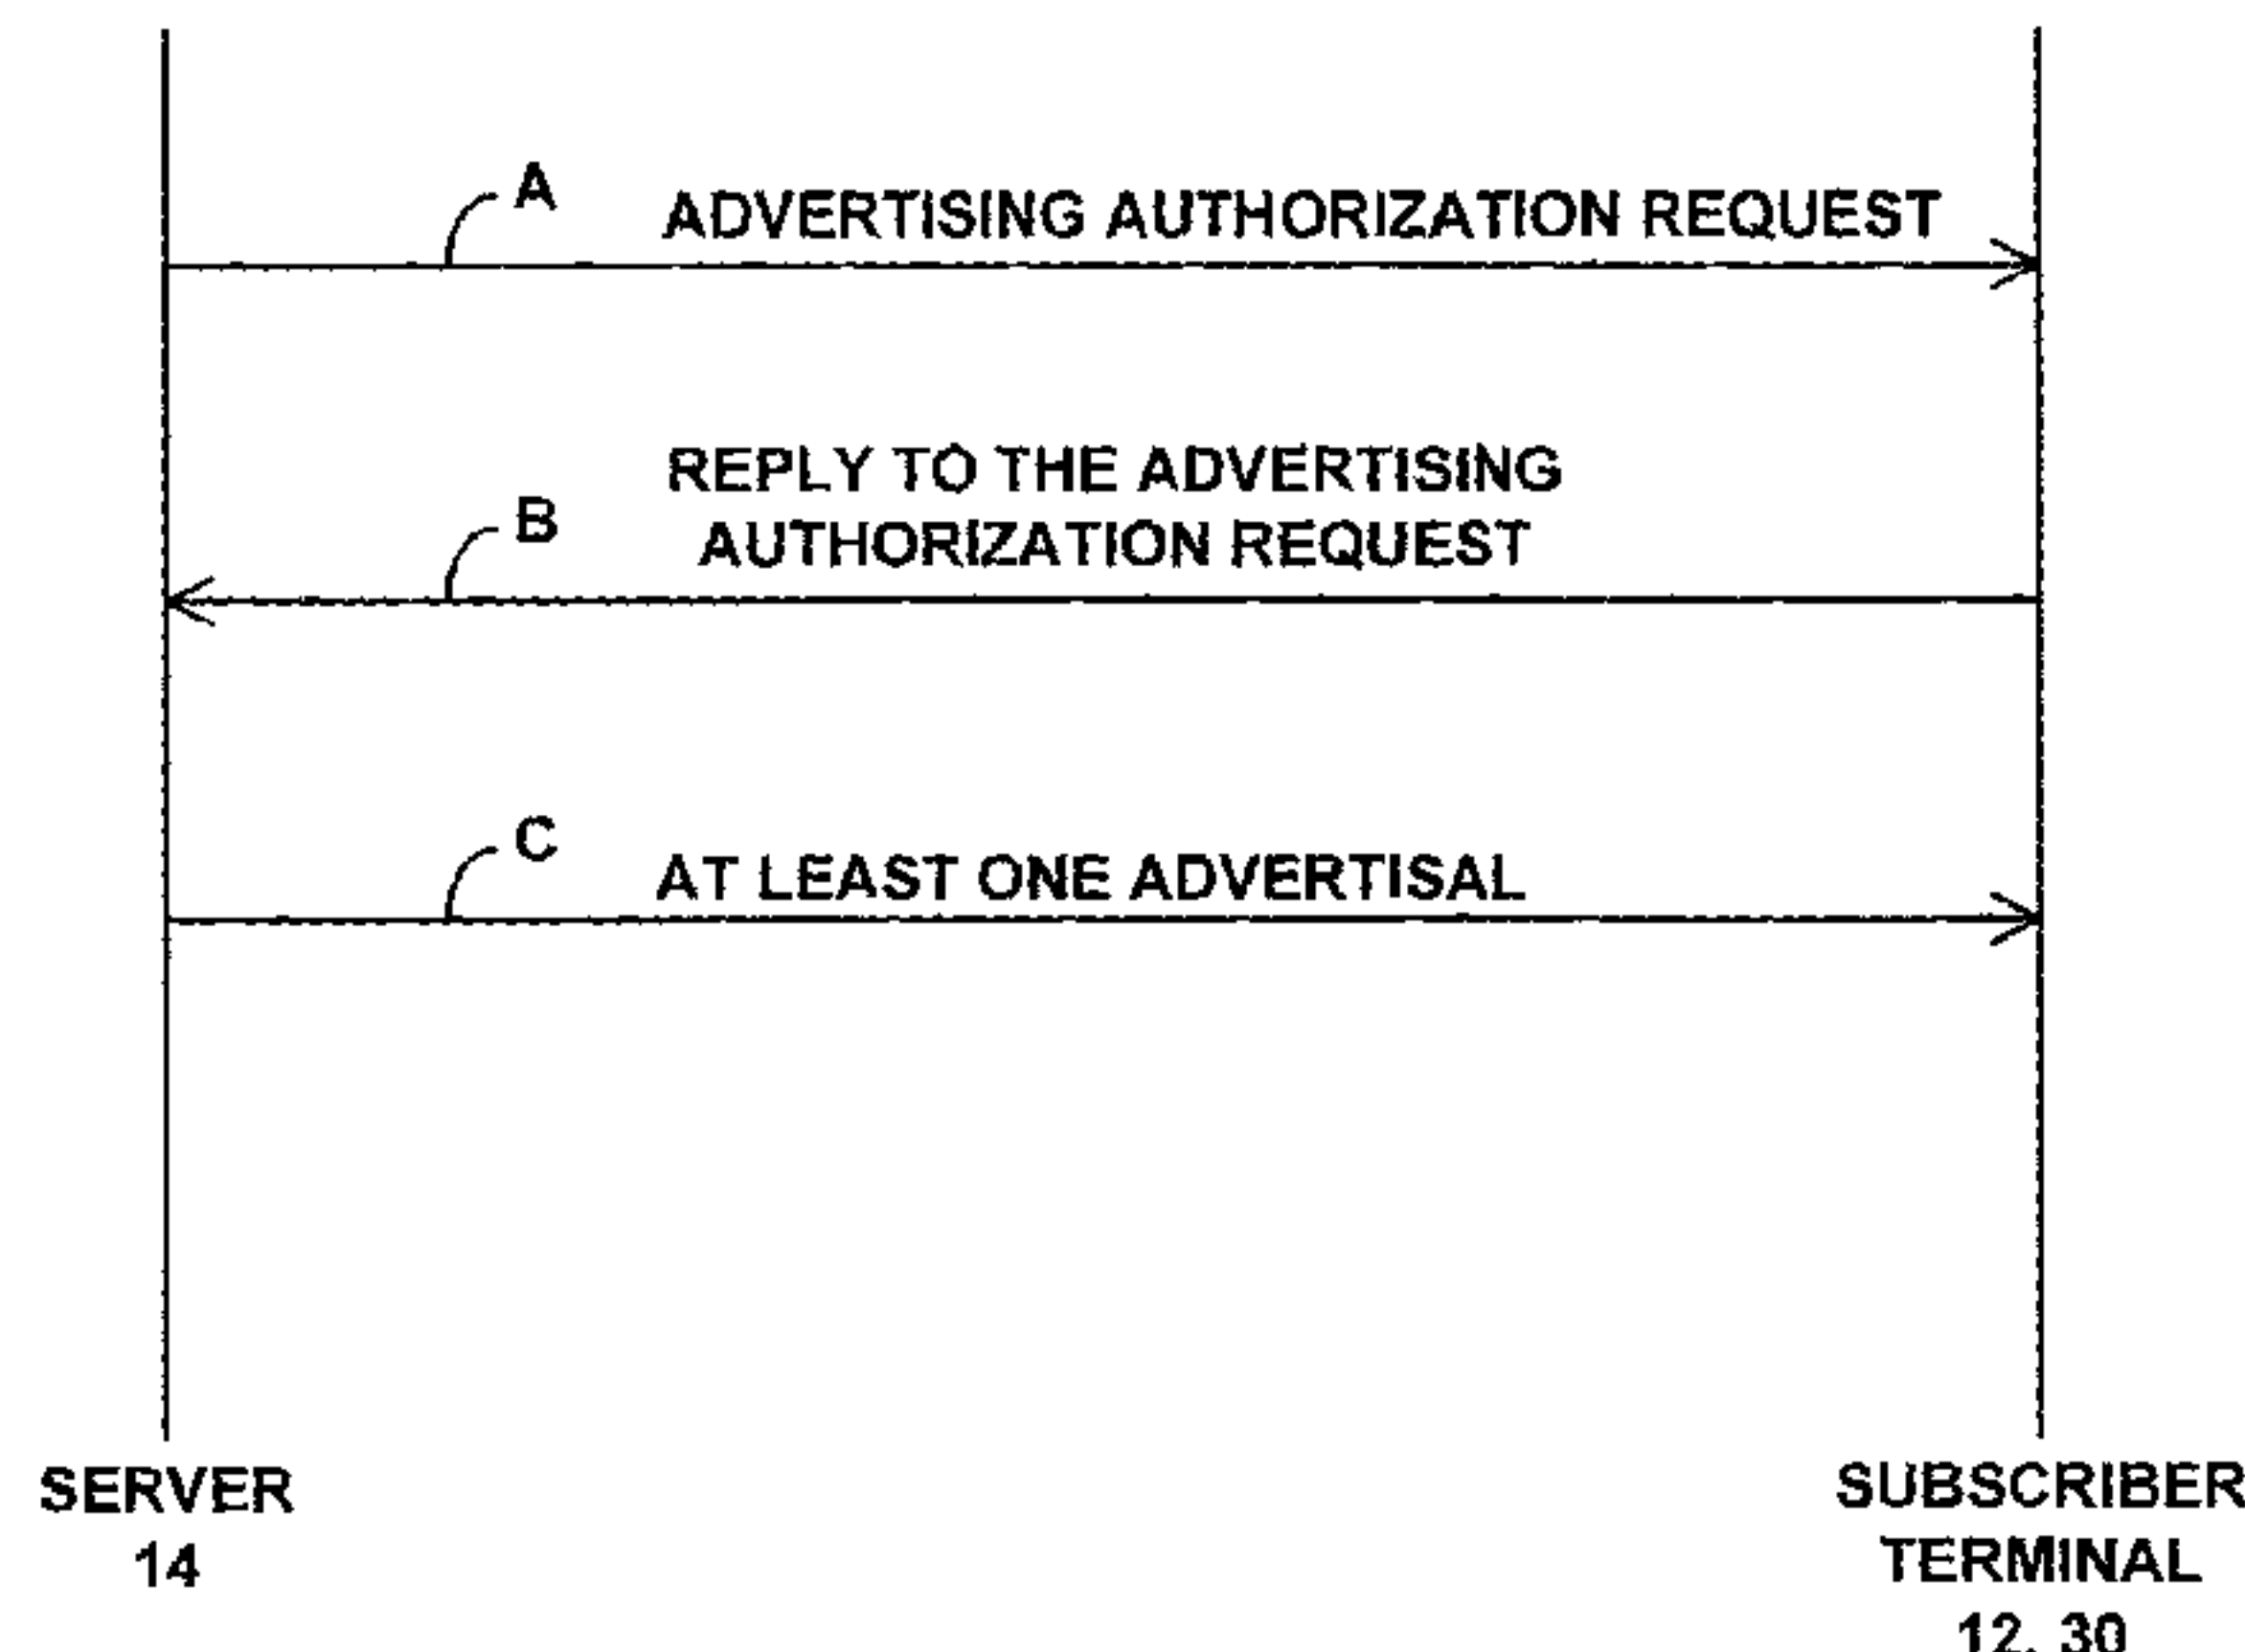 A
ADVERTISING AUTHORIZATION REQUEST
REPLY TO THE ADVERTISING
AUTHORIZATION REQUEST
B
C
AT LEAST ONE ADVERTISAL
SERVER
14
SUBSCRIBER
TERMINAL
12, 30